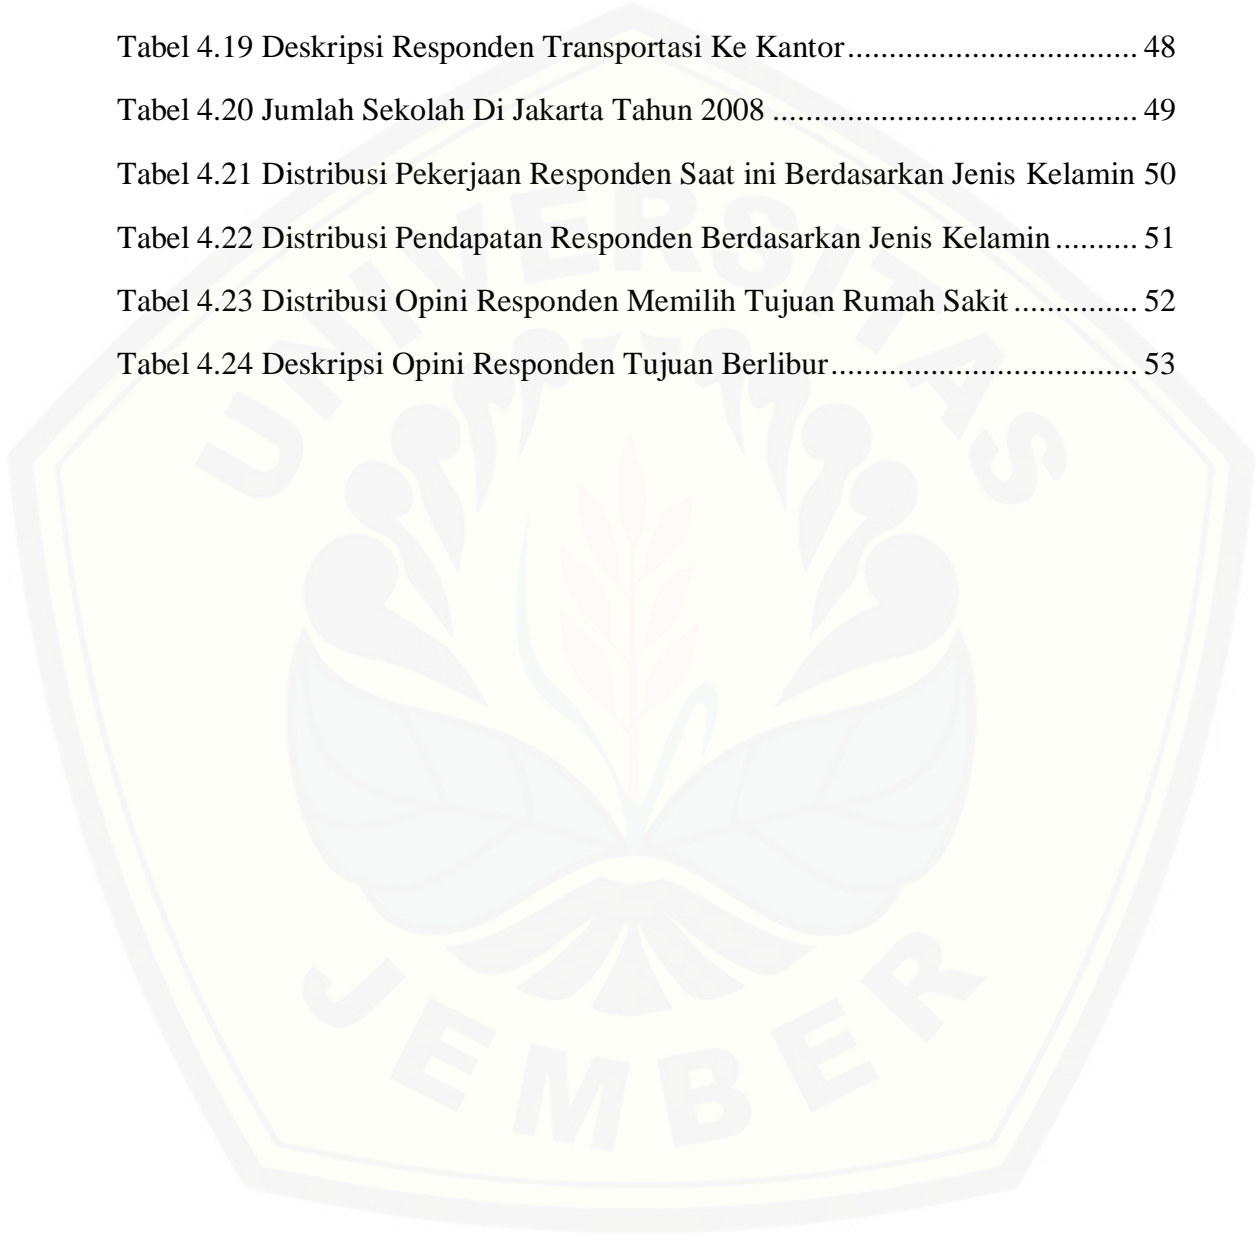 Tabel 4.19 Deskripsi Responden Transportasi Ke Kantor.................................. 48
Tabel 4.20 Jumlah Sekolah Di Jakarta Tahun 2008 ........................................... 49
Tabel 4.21 Distribusi Pekerjaan Responden Saat ini Berdasarkan Jenis Kelamin 50
Tabel 4.22 Distribusi Pendapatan Responden Berdasarkan Jenis Kelamin .......... 51
Tabel 4.23 Distribusi Opini Responden Memilih Tujuan Rumah Sakit ............... 52
Tabel 4.24 Deskripsi Opini Responden Tujuan Berlibur.................................... 53
UNIVERSITAS
JEMBER